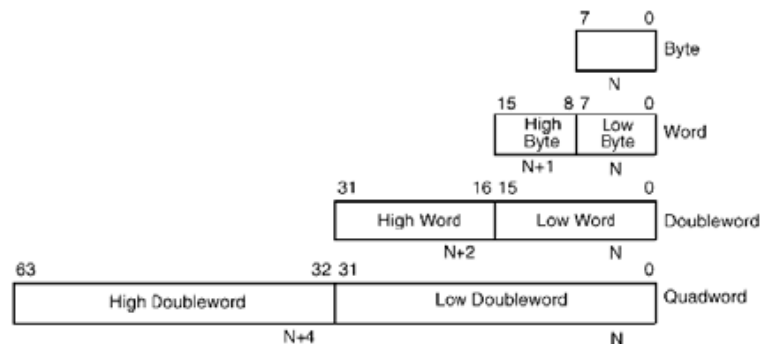 7 0
Byte
N
15 8 7 0
High Byte Low Byte Word
N+1 N
31 16 15 0
High Word Low Word Doubleword
N+2 N
63 32 31 0
High Doubleword Low Doubleword Quadword
N+4 N